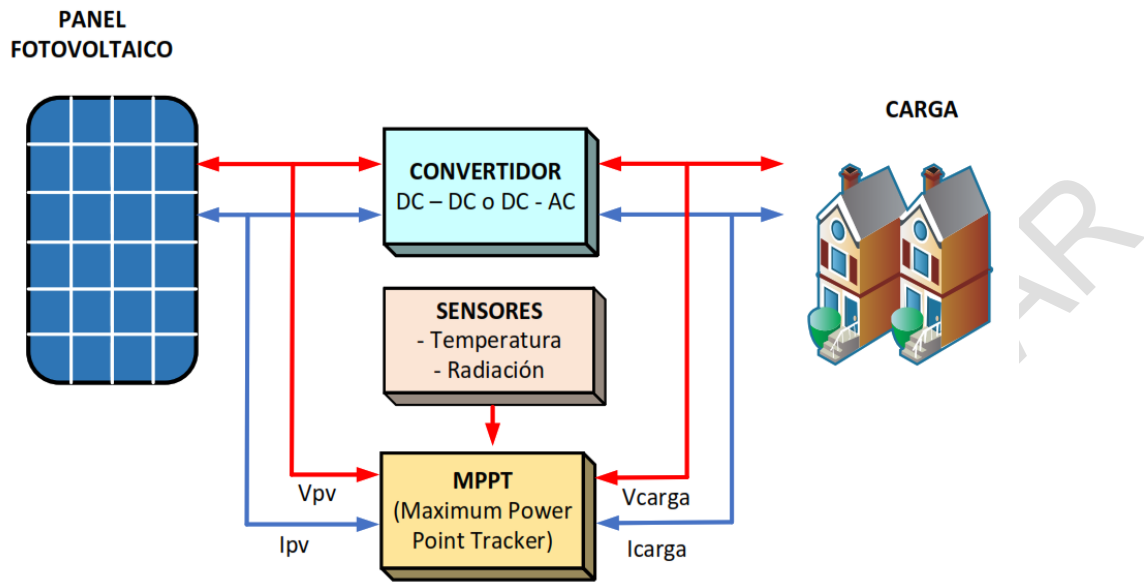 PANEL
FOTOVOLTAICO
CARGA
CONVERTIDOR
DC – DC o DC - AC
SENSORES
- Temperatura
- Radiación
MPPT
(Maximum Power
Point Tracker)
Vpv
Ipv
Vcarga
Icarga